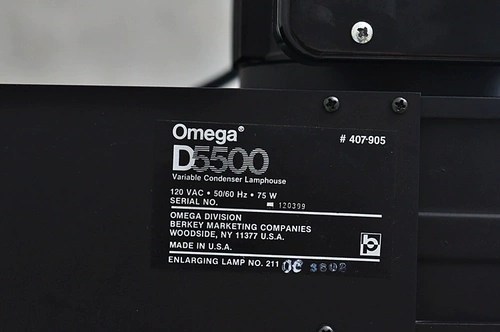 Omega®
# 407-905
D5500
Variable Condenser Lamphouse
120 VAC • 50/60 Hz • 75 W
SERIAL NO. 120399
OMEGA DIVISION
BERKEY MARKETING COMPANIES
WOODSIDE, NY 11377 U.S.A.
MADE IN U.S.A.
ENLARGING LAMP NO. 211